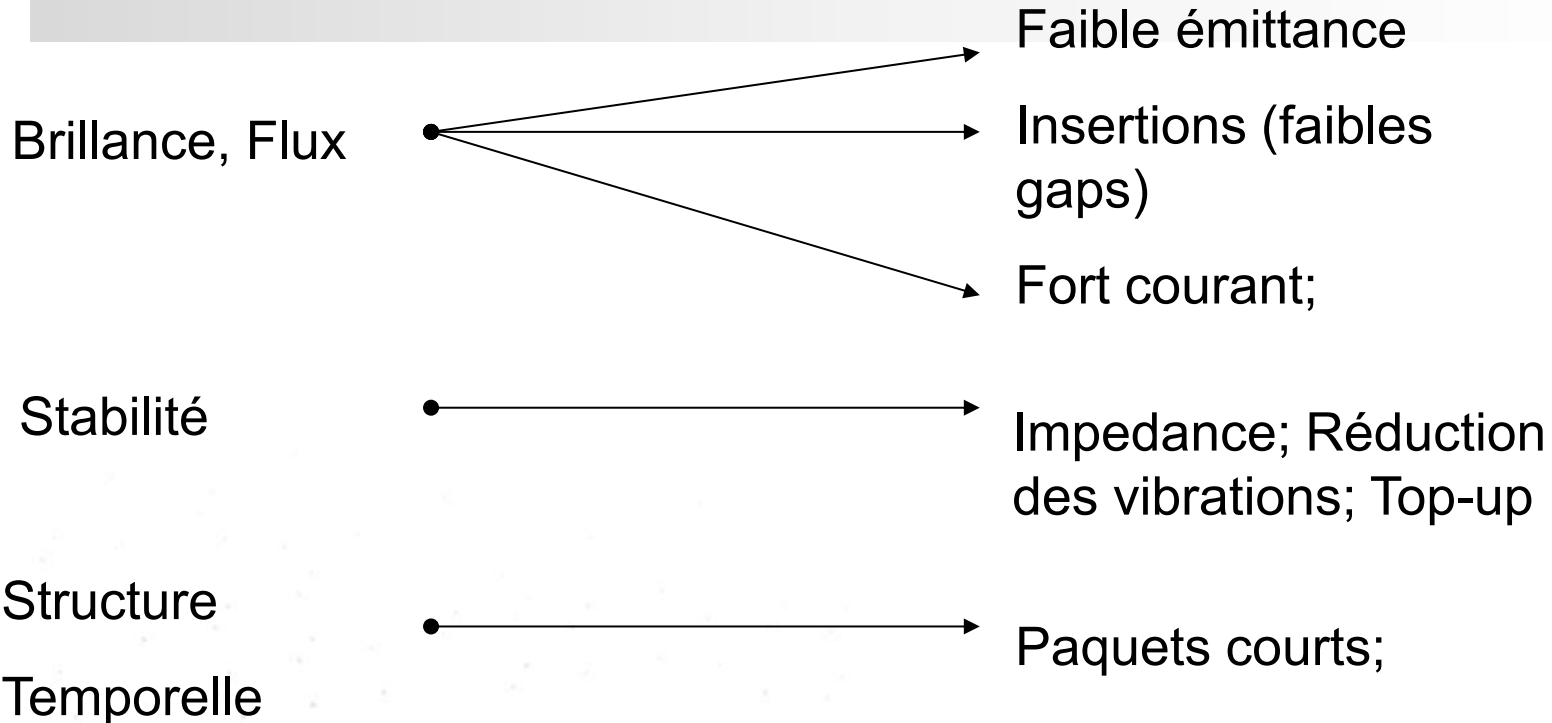 Brillance, Flux
Faible émittance
Insertions (faibles
gaps)
Fort courant;
Stabilité
Impedance; Réduction
des vibrations; Top-up
Structure
Temporelle
Paquets courts;